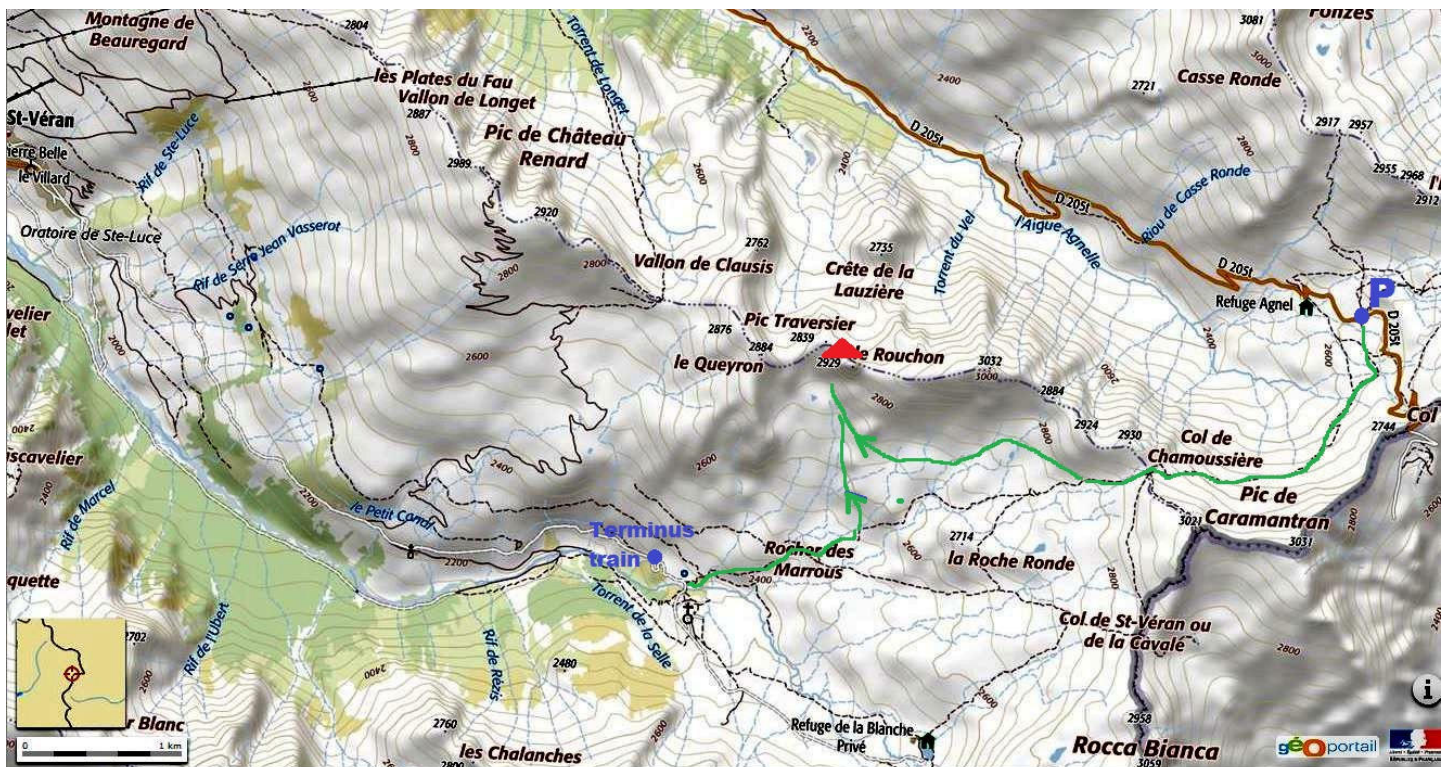 Montagne de
Beauregard
2804
St-Véran
Pierre Belle
le Villard
Oratoire de Ste-Luce
Rif de Ste-Luce
2600
les Plates du Fau
Vallon de Longet
2887
Pic de Château
Renard
2989
2920
Torrent de Longet
2200
2400
3081
3000
Casse Ronde
2721
2917
2957
2955
2968
2912
D 205t
D 205t
Riou de Casse Ronde
l'Aigue Agnelle
Torrent du Vel
D 205t
Refuge Agnel
P
D 205t
Rif de Serre Jean Vasserot
2800
2800
Vallon de Clausis
2762
2735
Crête de la
Lauzière
Pic Traversier
2876
2839
2884
le Queyron
2929
de Rouchon
3032
3000
2884
2924
2930
Col de
Chamoussière
Col
2744
Pic de
Caramantran
3021
3031
2000
2600
2400
2200
le Petit Canal
Rif de Marcel
Terminus
train
Rocher des
Marrous
2400
2714
la Roche Ronde
Col de St-Véran ou
de la Cavale
2800
Torrent de la Selle
Rif de l'Ubert
Rif de Rézis
2480
2702
2760
les Chalanches
r Blanc
Refuge de la Blanche
Privé
2958
Rocca Bianca
3059
0
1 km
i
géoportail